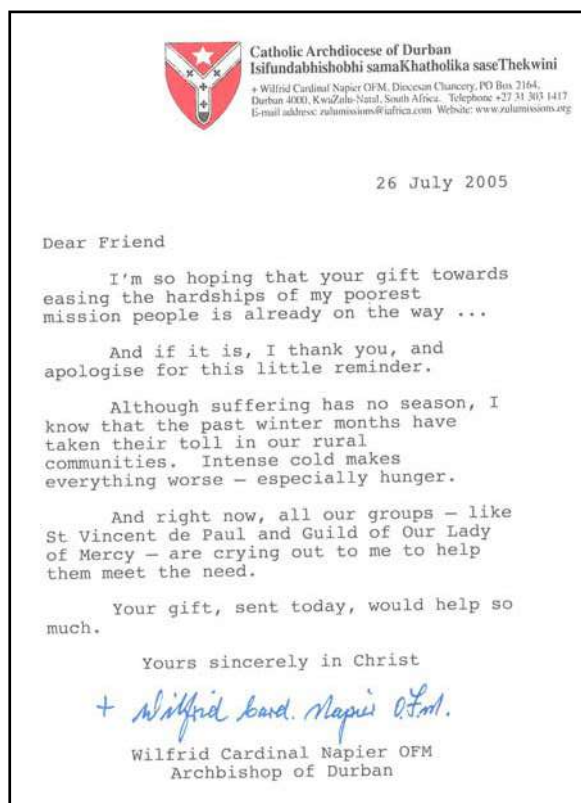 Catholic Archdiocese of Durban
Isifundabhishobhi samaKhatholika saseThekwini
+ Wilfrid Cardinal Napier OFM, Diocesan Chancery, PO Box 2164,
Durban 4000, KwaZulu-Natal, South Africa. Telephone +27 31 303 1417
E-mail address: zulumissions@iafrica.com Website: www.zulumissions.org
26 July 2005
Dear Friend
I'm so hoping that your gift towards
easing the hardships of my poorest
mission people is already on the way ...
And if it is, I thank you, and
apologise for this little reminder.
Although suffering has no season, I
know that the past winter months have
taken their toll in our rural
communities. Intense cold makes
everything worse — especially hunger.
And right now, all our groups — like
St Vincent de Paul and Guild of Our Lady
of Mercy — are crying out to me to help
them meet the need.
Your gift, sent today, would help so
much.
Yours sincerely in Christ
+ Wilfrid Card. Napier O.F.M.
Wilfrid Cardinal Napier OFM
Archbishop of Durban